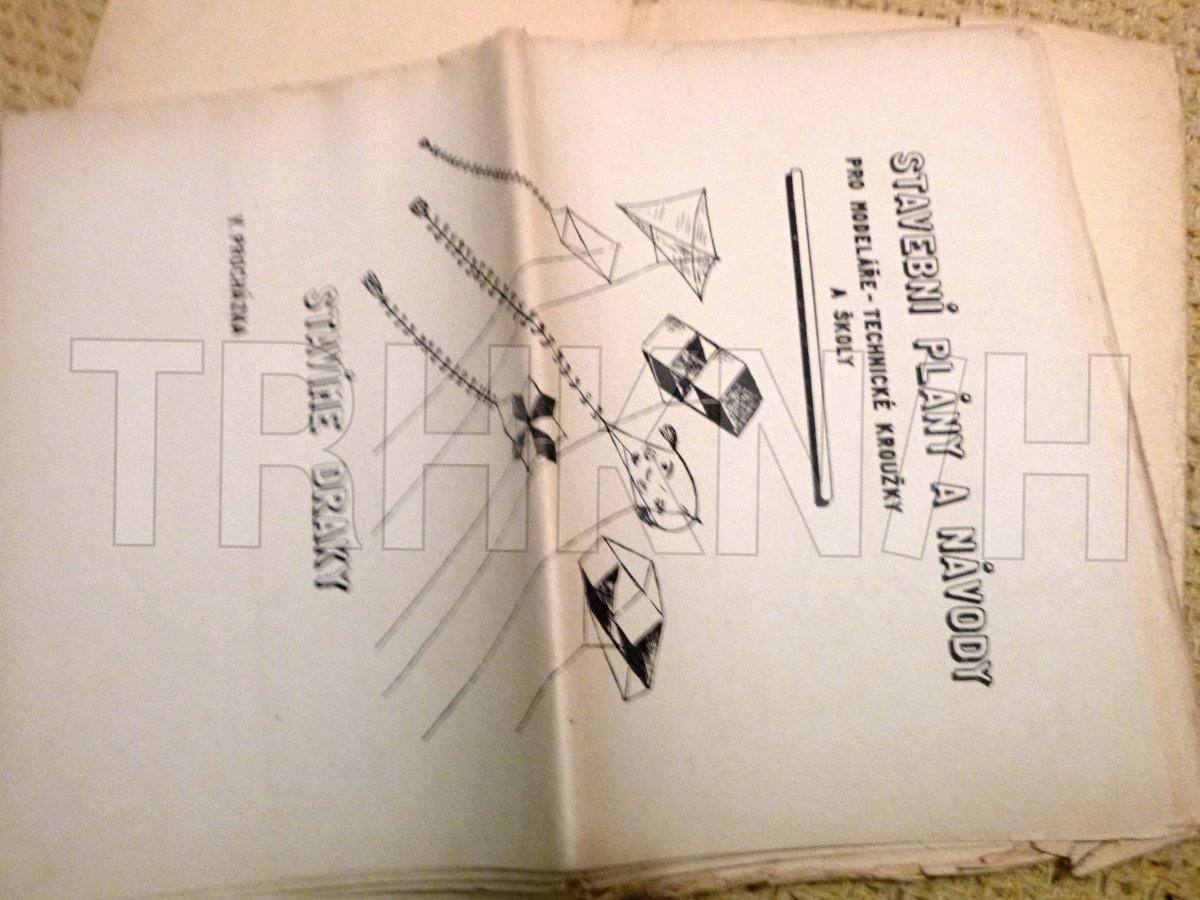 STAVEBNÍ PLÁNY A NÁVODY
PRO MODELÁŘE-TECHNICKÉ KROUŽKY
A ŠKOLY
STAVÍME DRAKY
V. PROCHÁZKA
TRHKNIH